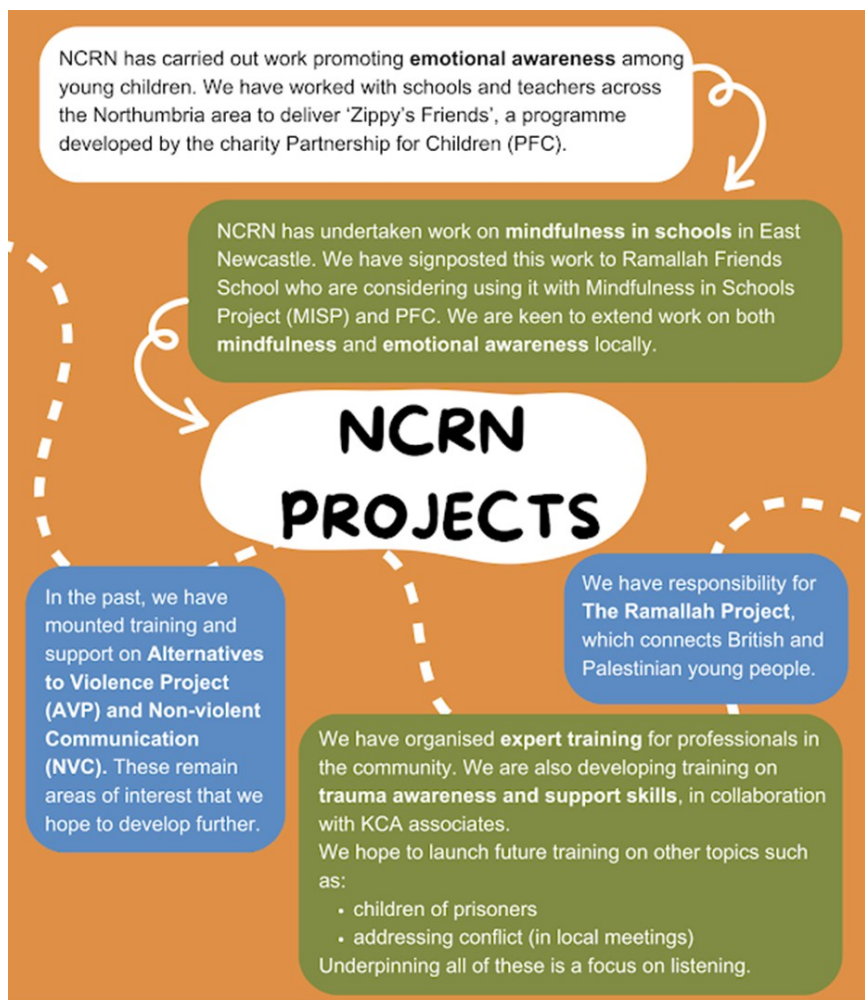 NCRN has carried out work promoting emotional awareness among
young children. We have worked with schools and teachers across
the Northumbria area to deliver ‘Zippy’s Friends’, a programme
developed by the charity Partnership for Children (PFC).
NCRN has undertaken work on mindfulness in schools in East
Newcastle. We have signposted this work to Ramallah Friends
School who are considering using it with Mindfulness in Schools
Project (MISP) and PFC. We are keen to extend work on both
mindfulness and emotional awareness locally.
NCRN
PROJECTS
In the past, we have
mounted training and
support on Alternatives
to Violence Project
(AVP) and Non-violent
Communication
(NVC). These remain
areas of interest that we
hope to develop further.
We have responsibility for
The Ramallah Project,
which connects British and
Palestinian young people.
We have organised expert training for professionals in
the community. We are also developing training on
trauma awareness and support skills, in collaboration
with KCA associates.
We hope to launch future training on other topics such
as:
• children of prisoners
• addressing conflict (in local meetings)
Underpinning all of these is a focus on listening.